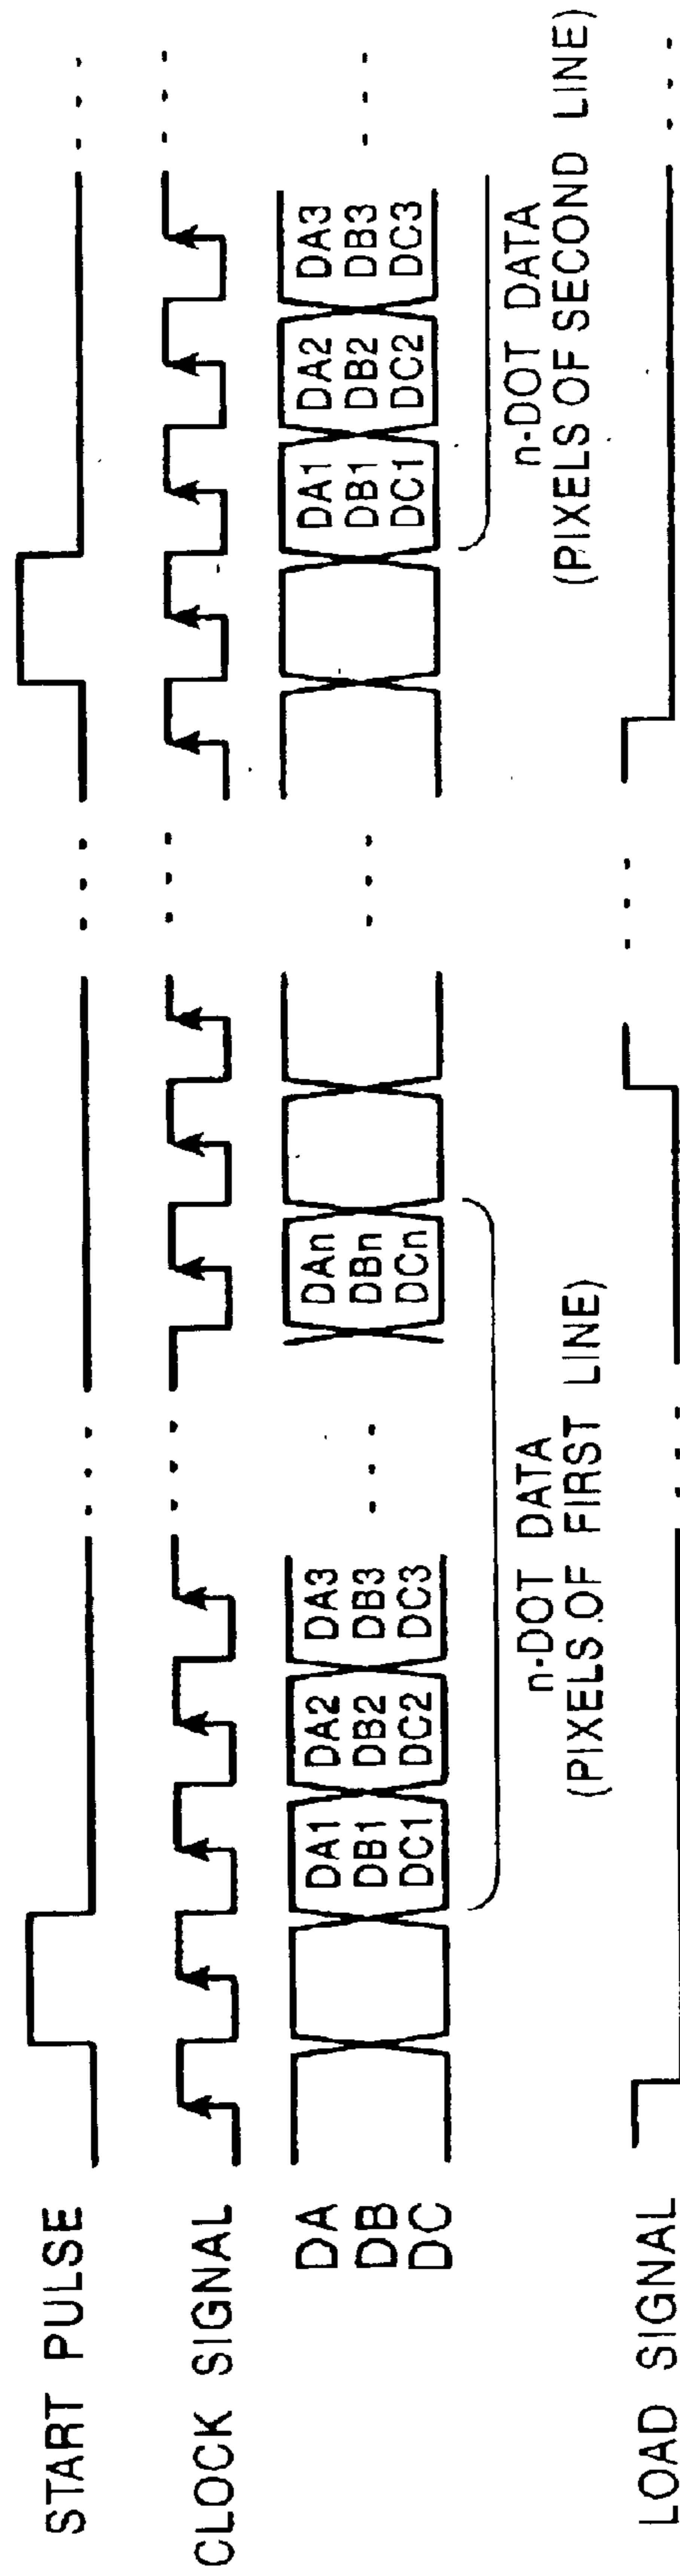 START PULSE
CLOCK SIGNAL
DA
DB
DC
DA1 DA2 DA3 DAn DA1 DA2 DA3
DB1 DB2 DB3 DBn DB1 DB2 DB3
DC1 DC2 DC3 DCn DC1 DC2 DC3
n-DOT DATA
(PIXELS OF FIRST LINE)
n-DOT DATA
(PIXELS OF SECOND LINE)
LOAD SIGNAL